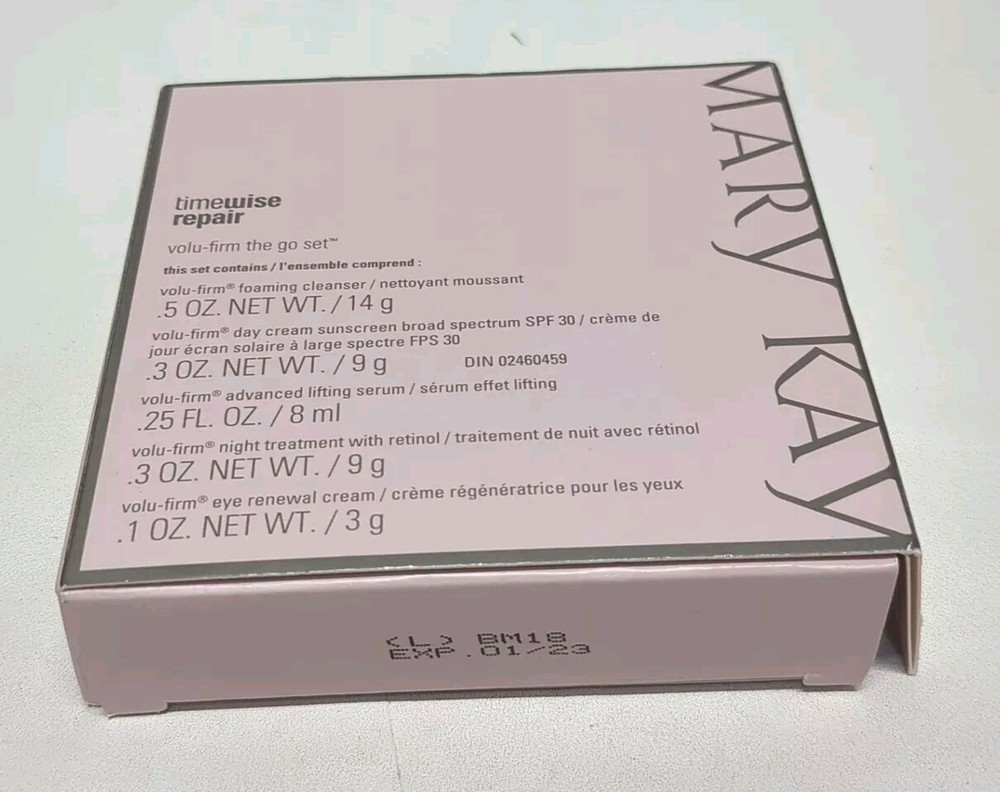 MARY KAY
timewise
repair
volu-firm the go set™
this set contains / l'ensemble comprend :
volu-firm® foaming cleanser / nettoyant moussant
.5 OZ. NET WT. / 14 g
volu-firm® day cream sunscreen broad spectrum SPF 30 / crème de
jour écran solaire à large spectre FPS 30
.3 OZ. NET WT. / 9 g DIN 02460459
volu-firm® advanced lifting serum / sérum effet lifting
.25 FL. OZ. / 8 ml
volu-firm® night treatment with retinol / traitement de nuit avec rétinol
.3 OZ. NET WT. / 9 g
volu-firm® eye renewal cream / crème régénératrice pour les yeux
.1 OZ. NET WT. / 3 g
<L> BM18
EXP.01/23